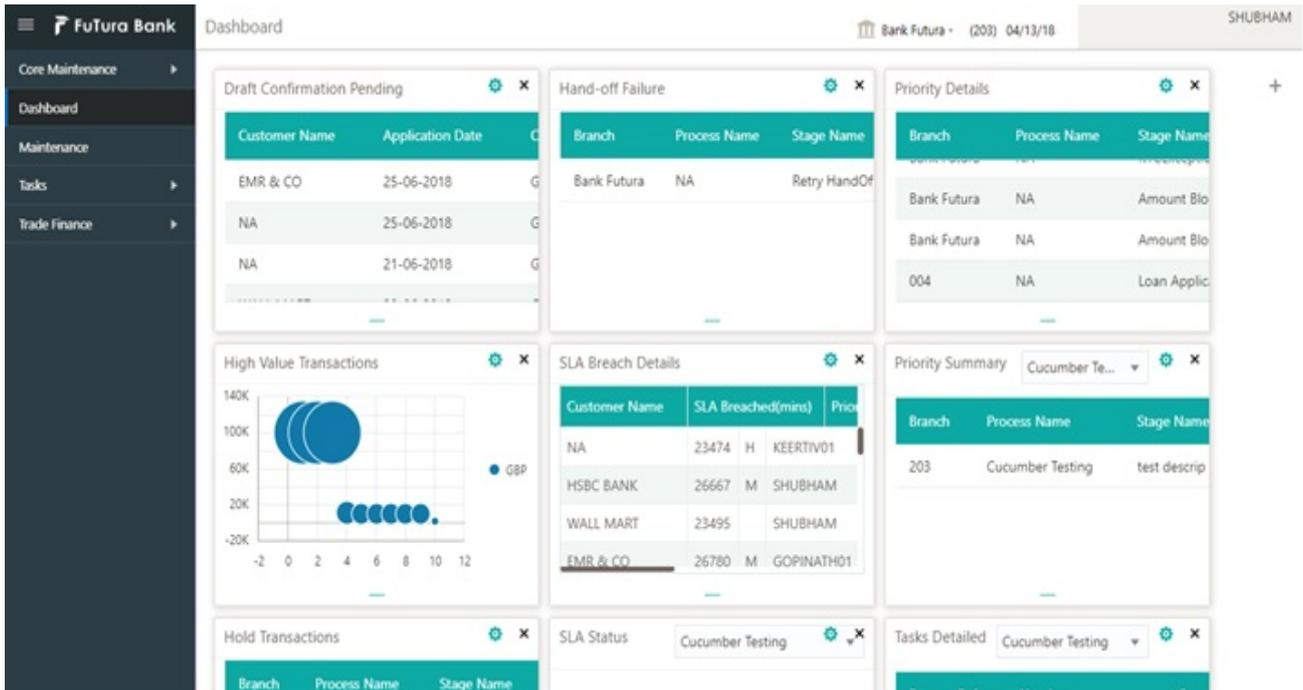 FuTura Bank
Dashboard
Bank Futura - (203) 04/13/18
SHUBHAM
Core Maintenance
Dashboard
Maintenance
Tasks
Trade Finance
Draft Confirmation Pending
Customer Name Application Date C
EMR & CO 25-06-2018 G
NA 25-06-2018 G
NA 21-06-2018 G
Hand-off Failure
Branch Process Name Stage Name
Bank Futura NA Retry HandOf
Priority Details
Branch Process Name Stage Name
Bank Futura NA Amount Blo
Bank Futura NA Amount Blo
004 NA Loan Applic
High Value Transactions
140K
100K
60K
20K
-20K
-2 0 2 4 6 8 10 12
GBP
SLA Breach Details
Customer Name SLA Breached(mins) Prior
NA 23474 H KEERTIV01
HSBC BANK 26667 M SHUBHAM
WALL MART 23495 SHUBHAM
EMR & CO 26780 M GOPINATH01
Priority Summary Cucumber Te...
Branch Process Name Stage Name
203 Cucumber Testing test descrip
Hold Transactions
Branch Process Name Stage Name
SLA Status Cucumber Testing
Tasks Detailed Cucumber Testing